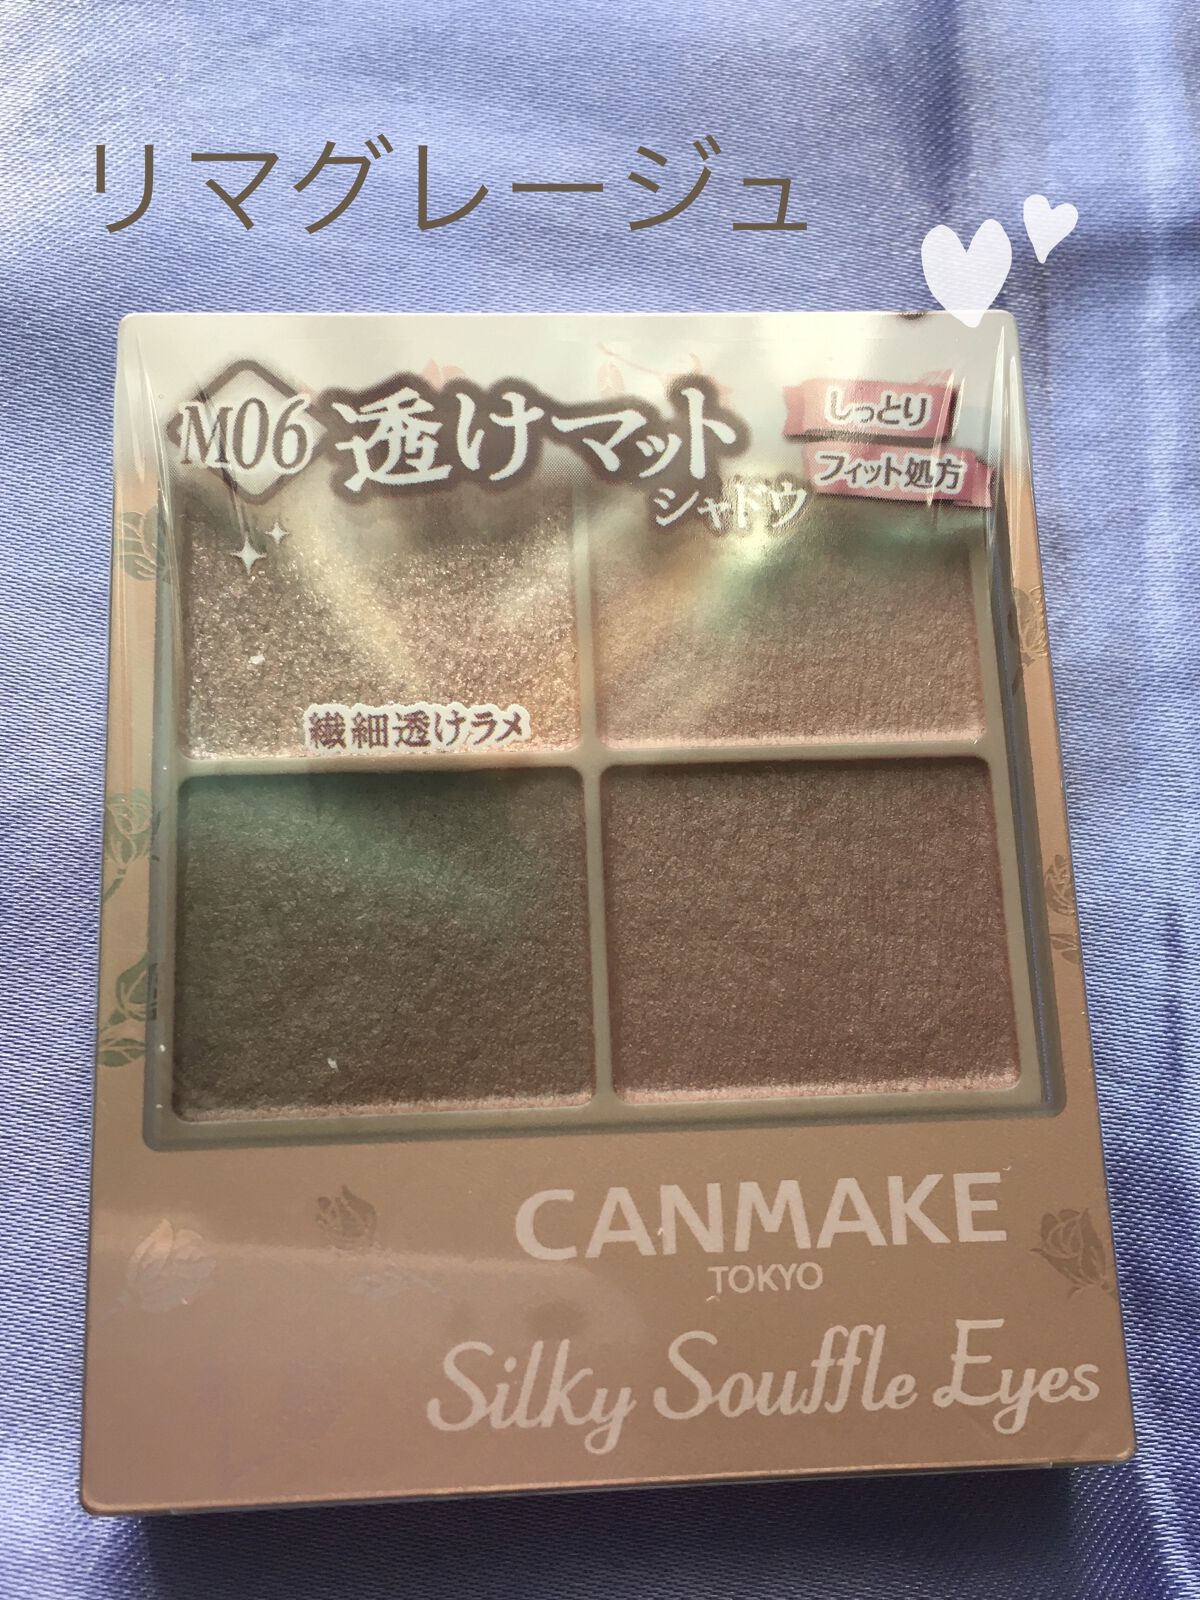 リマグレージュ
M06 透けマット
シャドウ
しっとり
フィット処方
繊細透けラメ
CANMAKE
TOKYO
Silky Souffle Eyes